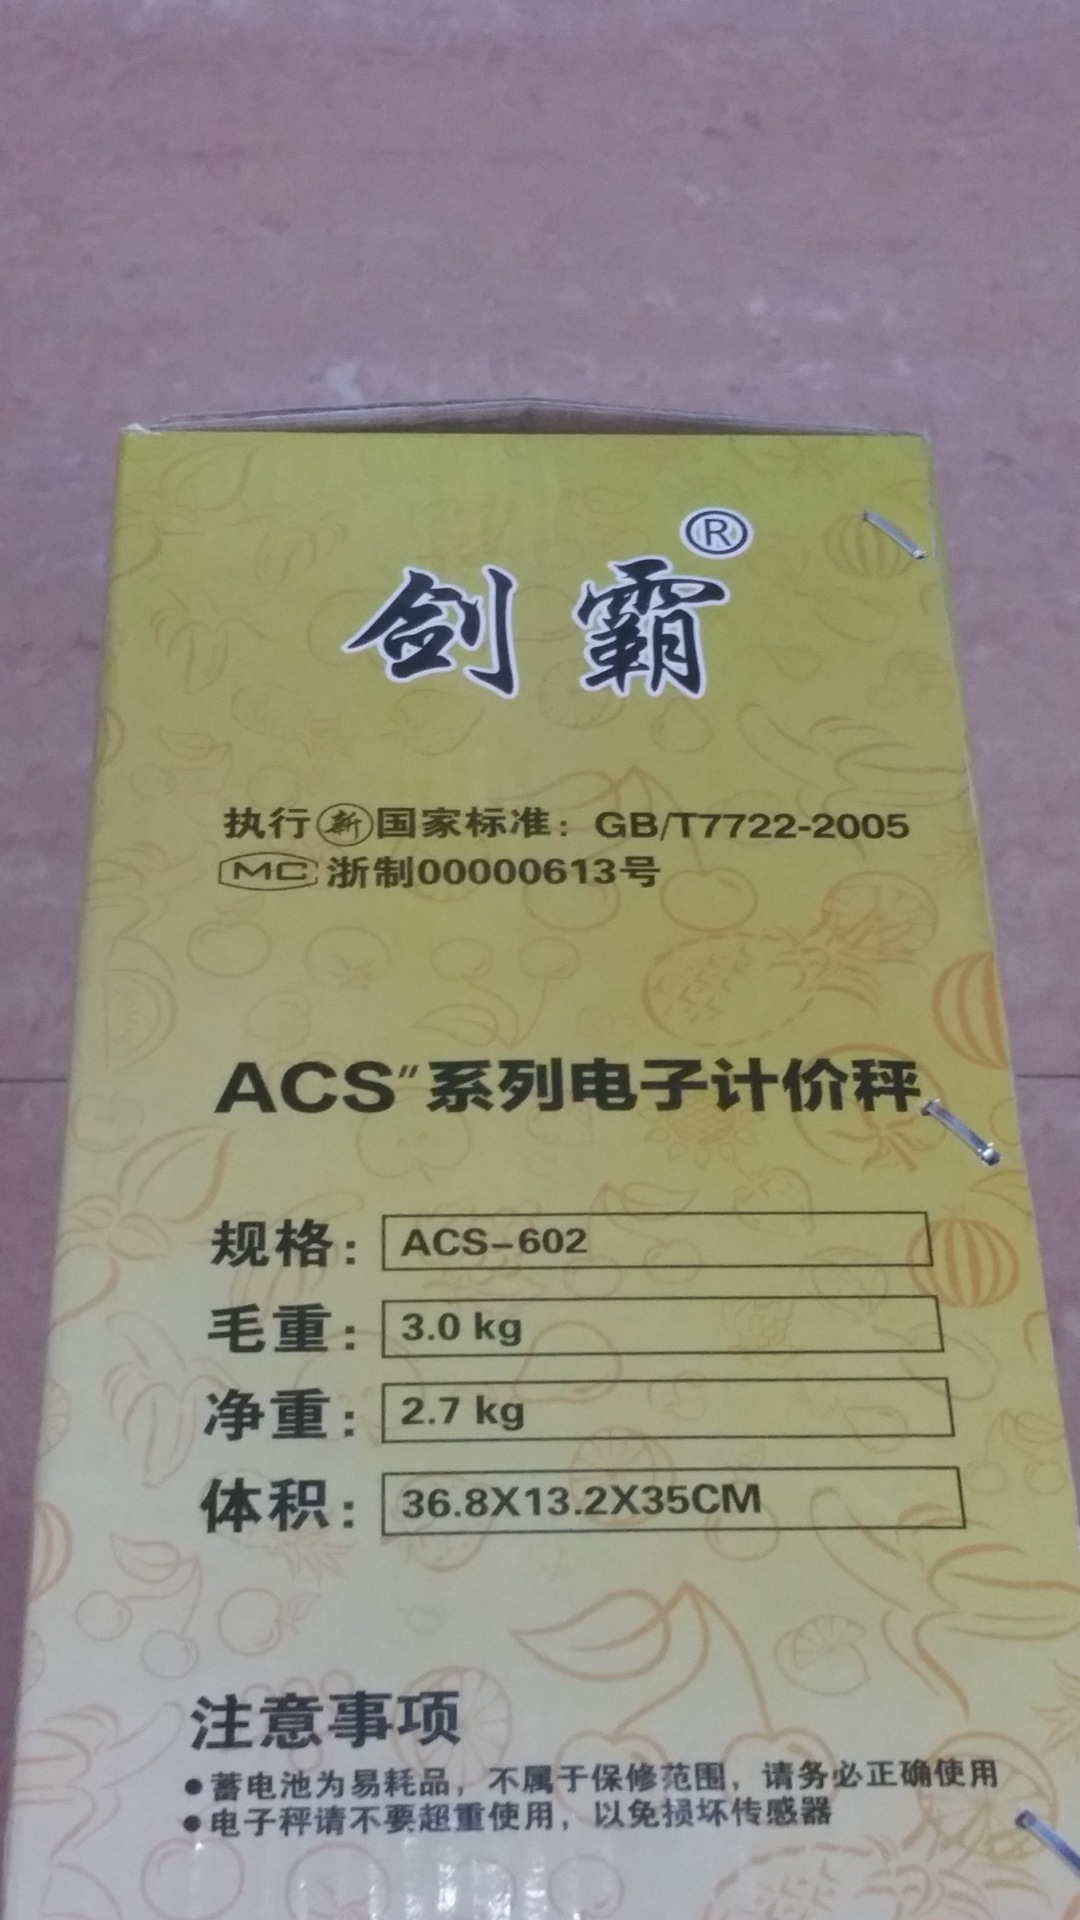 剑霸®
执行新国家标准：GB/T7722-2005
MC 浙制00000613号
ACS"系列电子计价秤
规格：ACS-602
毛重：3.0 kg
净重：2.7 kg
体积：36.8X13.2X35CM
注意事项
●蓄电池为易耗品，不属于保修范围，请务必正确使用
●电子秤请不要超重使用，以免损坏传感器